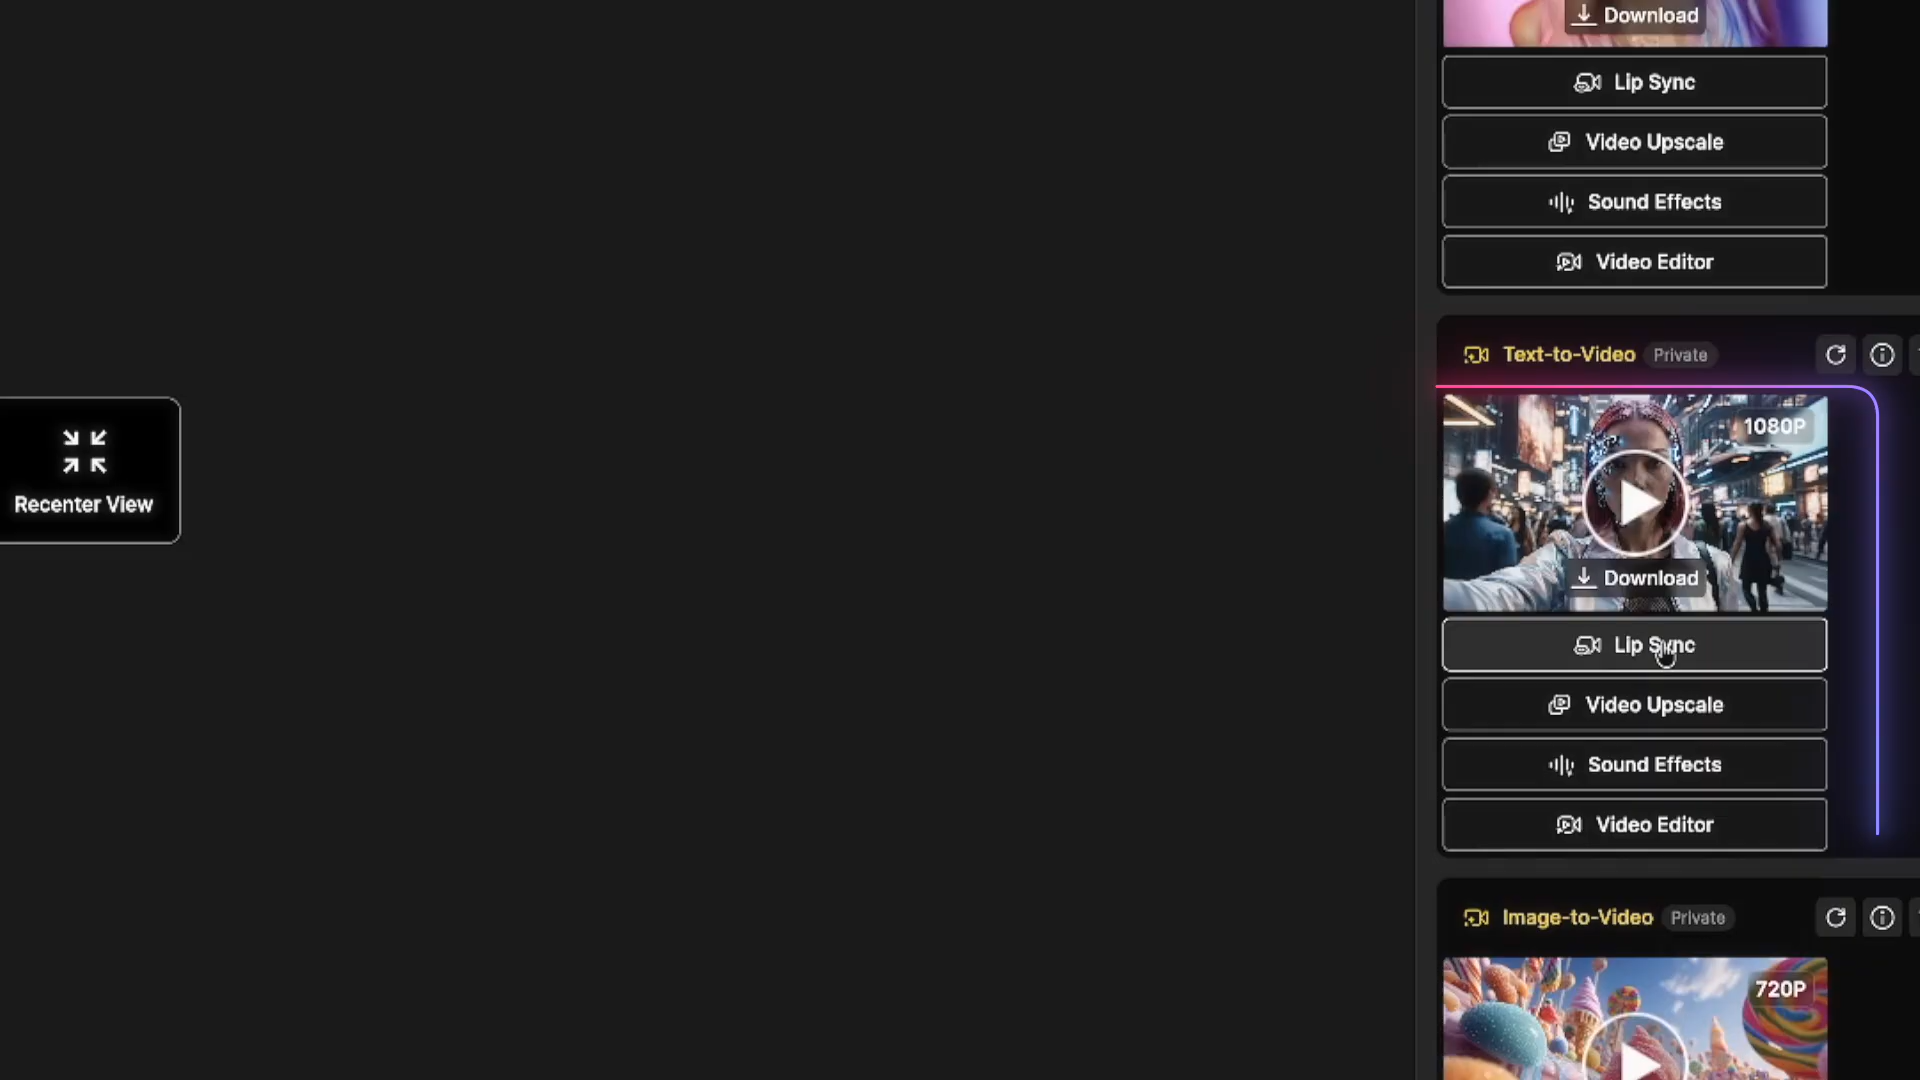 Download
Lip Sync
Video Upscale
Sound Effects
Video Editor
Recenter View
Text-to-Video Private
1080P
Download
Lip Sync
Video Upscale
Sound Effects
Video Editor
Image-to-Video Private
720P